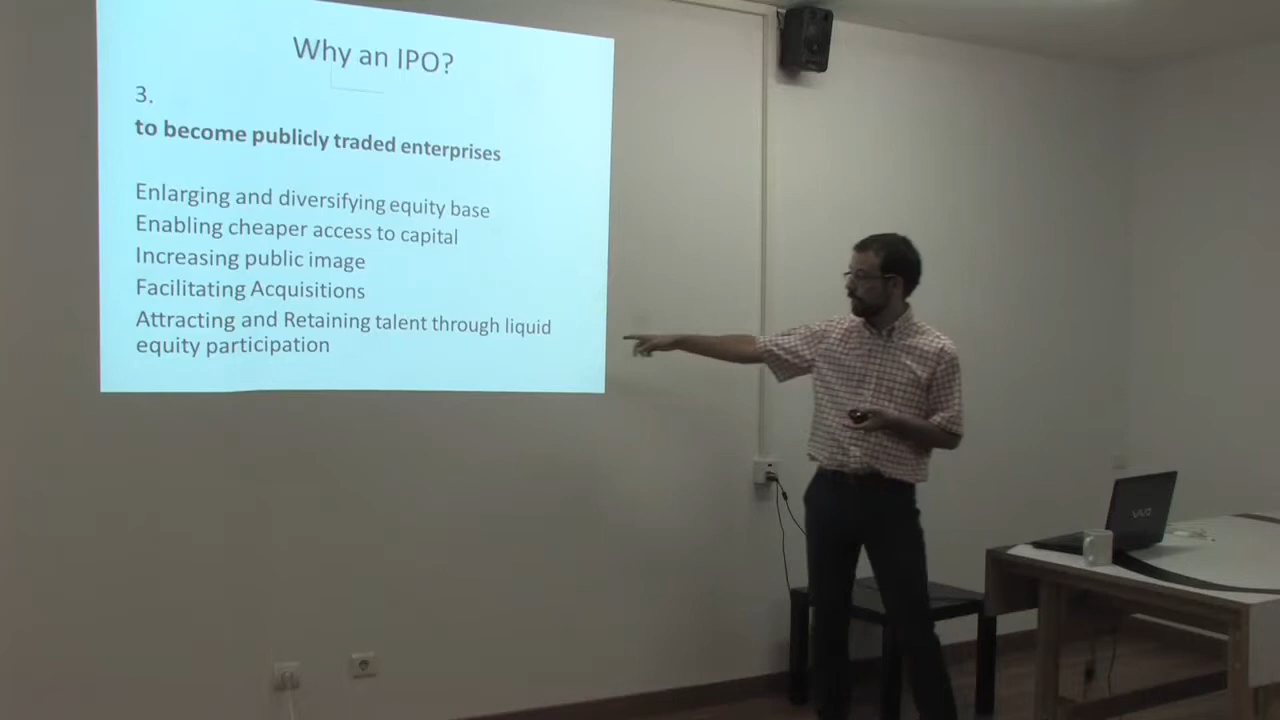 Why an IPO?
3.
to become publicly traded enterprises
Enlarging and diversifying equity base
Enabling cheaper access to capital
Increasing public image
Facilitating Acquisitions
Attracting and Retaining talent through liquid
equity participation
VAIO